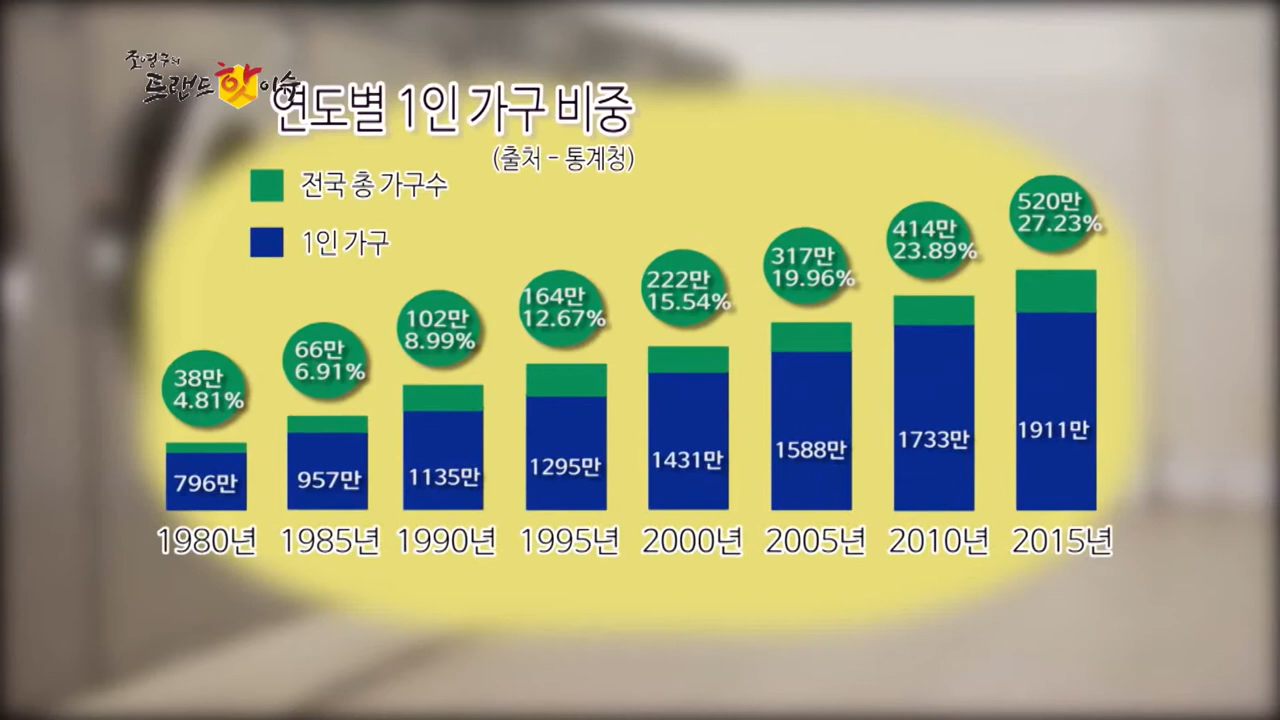 조영구의
트랜드 핫이슈
연도별 1인 가구 비중
(출처 - 통계청)
전국 총 가구수
1인 가구
38만
4.81%
66만
6.91%
102만
8.99%
164만
12.67%
222만
15.54%
317만
19.96%
414만
23.89%
520만
27.23%
796만
957만
1135만
1295만
1431만
1588만
1733만
1911만
1980년 1985년 1990년 1995년 2000년 2005년 2010년 2015년